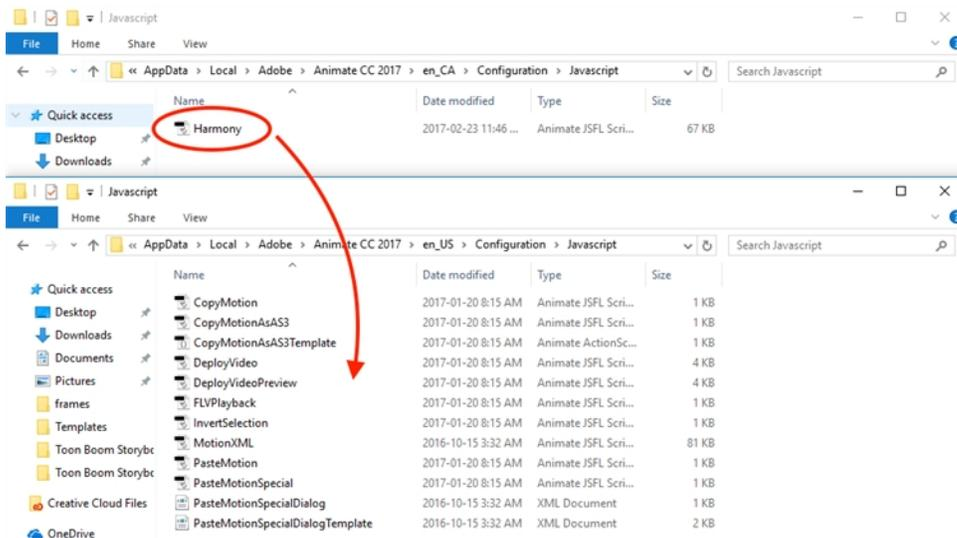 Javascript
File Home Share View
« AppData > Local > Adobe > Animate CC 2017 > en_CA > Configuration > Javascript Search Javascript
Name Date modified Type Size
Quick access
Harmony 2017-02-23 11:46 ... Animate JSFL Scri... 67 KB
Desktop
Downloads
Javascript
File Home Share View
« AppData > Local > Adobe > Animate CC 2017 > en_US > Configuration > Javascript Search Javascript
Name Date modified Type Size
Quick access
Desktop
Downloads
Documents
Pictures
frames
Templates
Toon Boom Storybo
Toon Boom Storybo
Creative Cloud Files
OneDrive
CopyMotion 2017-01-20 8:15 AM Animate JSFL Scri... 1 KB
CopyMotionAsAS3 2017-01-20 8:15 AM Animate JSFL Scri... 1 KB
CopyMotionAsAS3Template 2017-01-20 8:15 AM Animate ActionSc... 1 KB
DeployVideo 2017-01-20 8:15 AM Animate JSFL Scri... 4 KB
DeployVideoPreview 2017-01-20 8:15 AM Animate JSFL Scri... 4 KB
FLVPlayback 2017-01-20 8:15 AM Animate JSFL Scri... 1 KB
InvertSelection 2017-01-20 8:15 AM Animate JSFL Scri... 1 KB
MotionXML 2016-10-15 3:32 AM Animate JSFL Scri... 81 KB
PasteMotion 2017-01-20 8:15 AM Animate JSFL Scri... 1 KB
PasteMotionSpecial 2017-01-20 8:15 AM Animate JSFL Scri... 1 KB
PasteMotionSpecialDialog 2016-10-15 3:32 AM XML Document 1 KB
PasteMotionSpecialDialogTemplate 2016-10-15 3:32 AM XML Document 2 KB